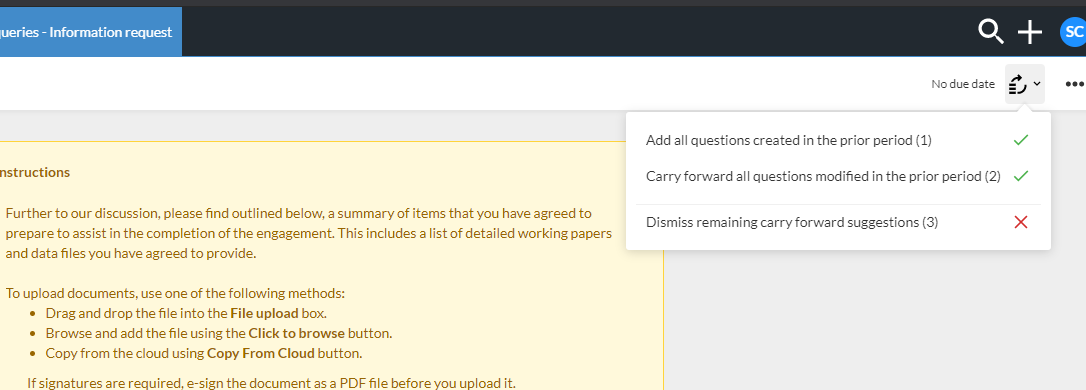 ueries - Information request
SC
No due date
Add all questions created in the prior period (1)
Carry forward all questions modified in the prior period (2)
Dismiss remaining carry forward suggestions (3)
nstructions
Further to our discussion, please find outlined below, a summary of items that you have agreed to
prepare to assist in the completion of the engagement. This includes a list of detailed working papers
and data files you have agreed to provide.
To upload documents, use one of the following methods:
• Drag and drop the file into the File upload box.
• Browse and add the file using the Click to browse button.
• Copy from the cloud using Copy From Cloud button.
If signatures are required, e-sign the document as a PDF file before you upload it.